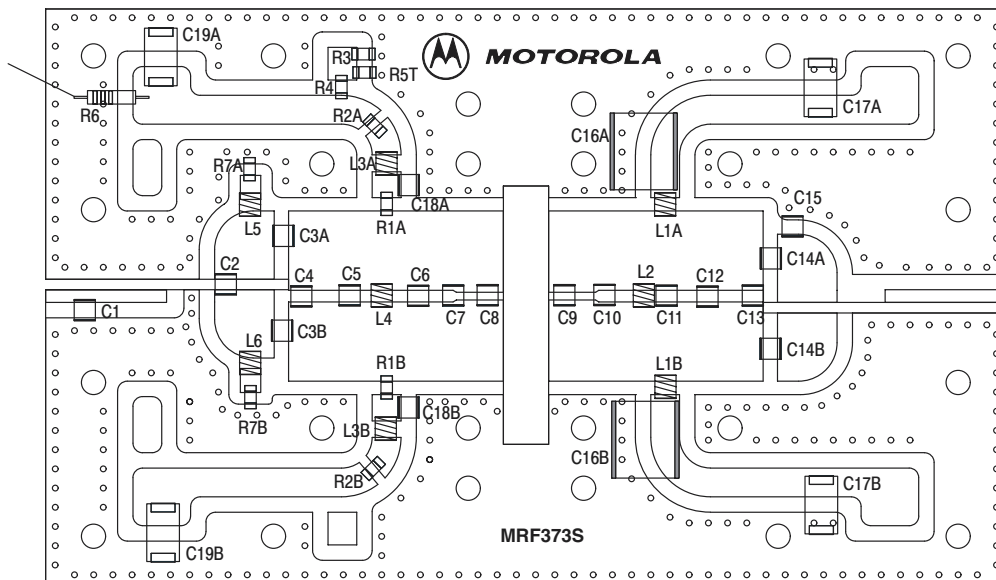 C19A
R3
MOTOROLA
R5T
R4
C17A
R6
R2A
C16A
R7A
L3A
C18A
L5
C3A
R1A
L1A
C15
C2
C14A
C4
C5
C6
L2
C12
C1
L4
C7
C8
C9
C10
C11
C13
L6
C3B
R1B
L1B
C14B
R7B
C18B
L3B
C16B
R2B
C17B
MRF373S
C19B